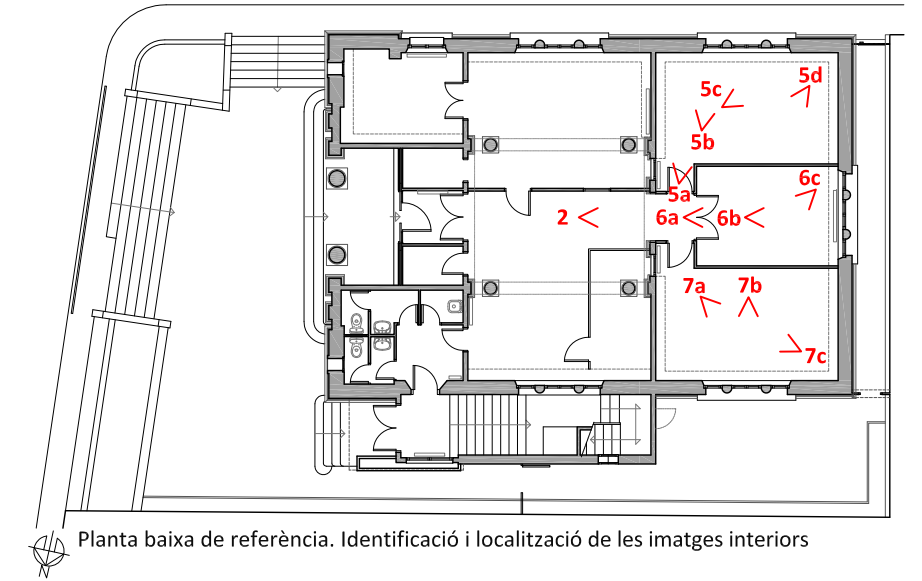 5d
5c
5b
6c
5a
2
6a
6b
7a
7b
7c
Planta baixa de referència. Identificació i localització de les imatges interiors